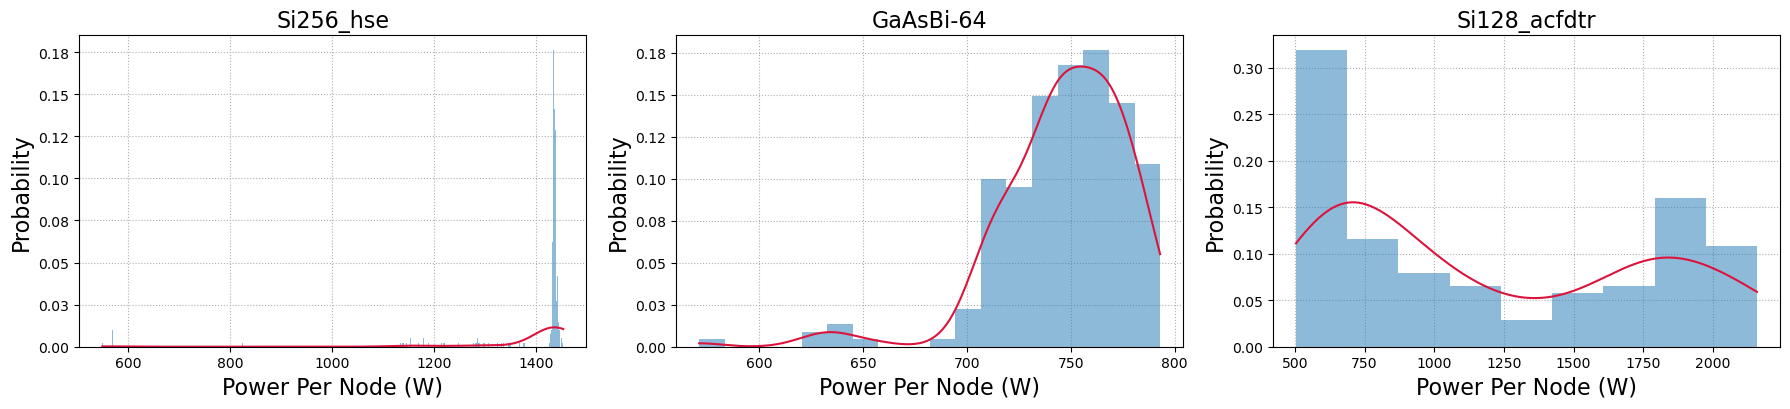 Si256_hse
0.18
0.15
0.12
0.10
0.08
0.05
0.03
0.00
Probability
600 800 1000 1200 1400
Power Per Node (W)
GaAsBi-64
0.18
0.15
0.12
0.10
0.08
0.05
0.03
0.00
Probability
600 650 700 750 800
Power Per Node (W)
Si128_acfdtr
0.30
0.25
0.20
0.15
0.10
0.05
0.00
Probability
500 750 1000 1250 1500 1750 2000
Power Per Node (W)